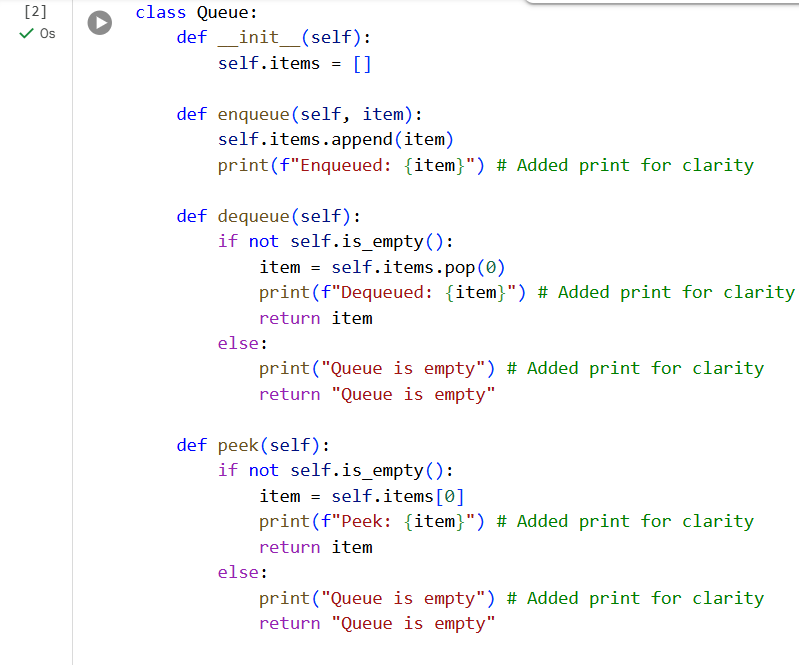 [2]
0s
class Queue:
    def __init__(self):
        self.items = []

    def enqueue(self, item):
        self.items.append(item)
        print(f"Enqueued: {item}") # Added print for clarity

    def dequeue(self):
        if not self.is_empty():
            item = self.items.pop(0)
            print(f"Dequeued: {item}") # Added print for clarity
            return item
        else:
            print("Queue is empty") # Added print for clarity
            return "Queue is empty"

    def peek(self):
        if not self.is_empty():
            item = self.items[0]
            print(f"Peek: {item}") # Added print for clarity
            return item
        else:
            print("Queue is empty") # Added print for clarity
            return "Queue is empty"